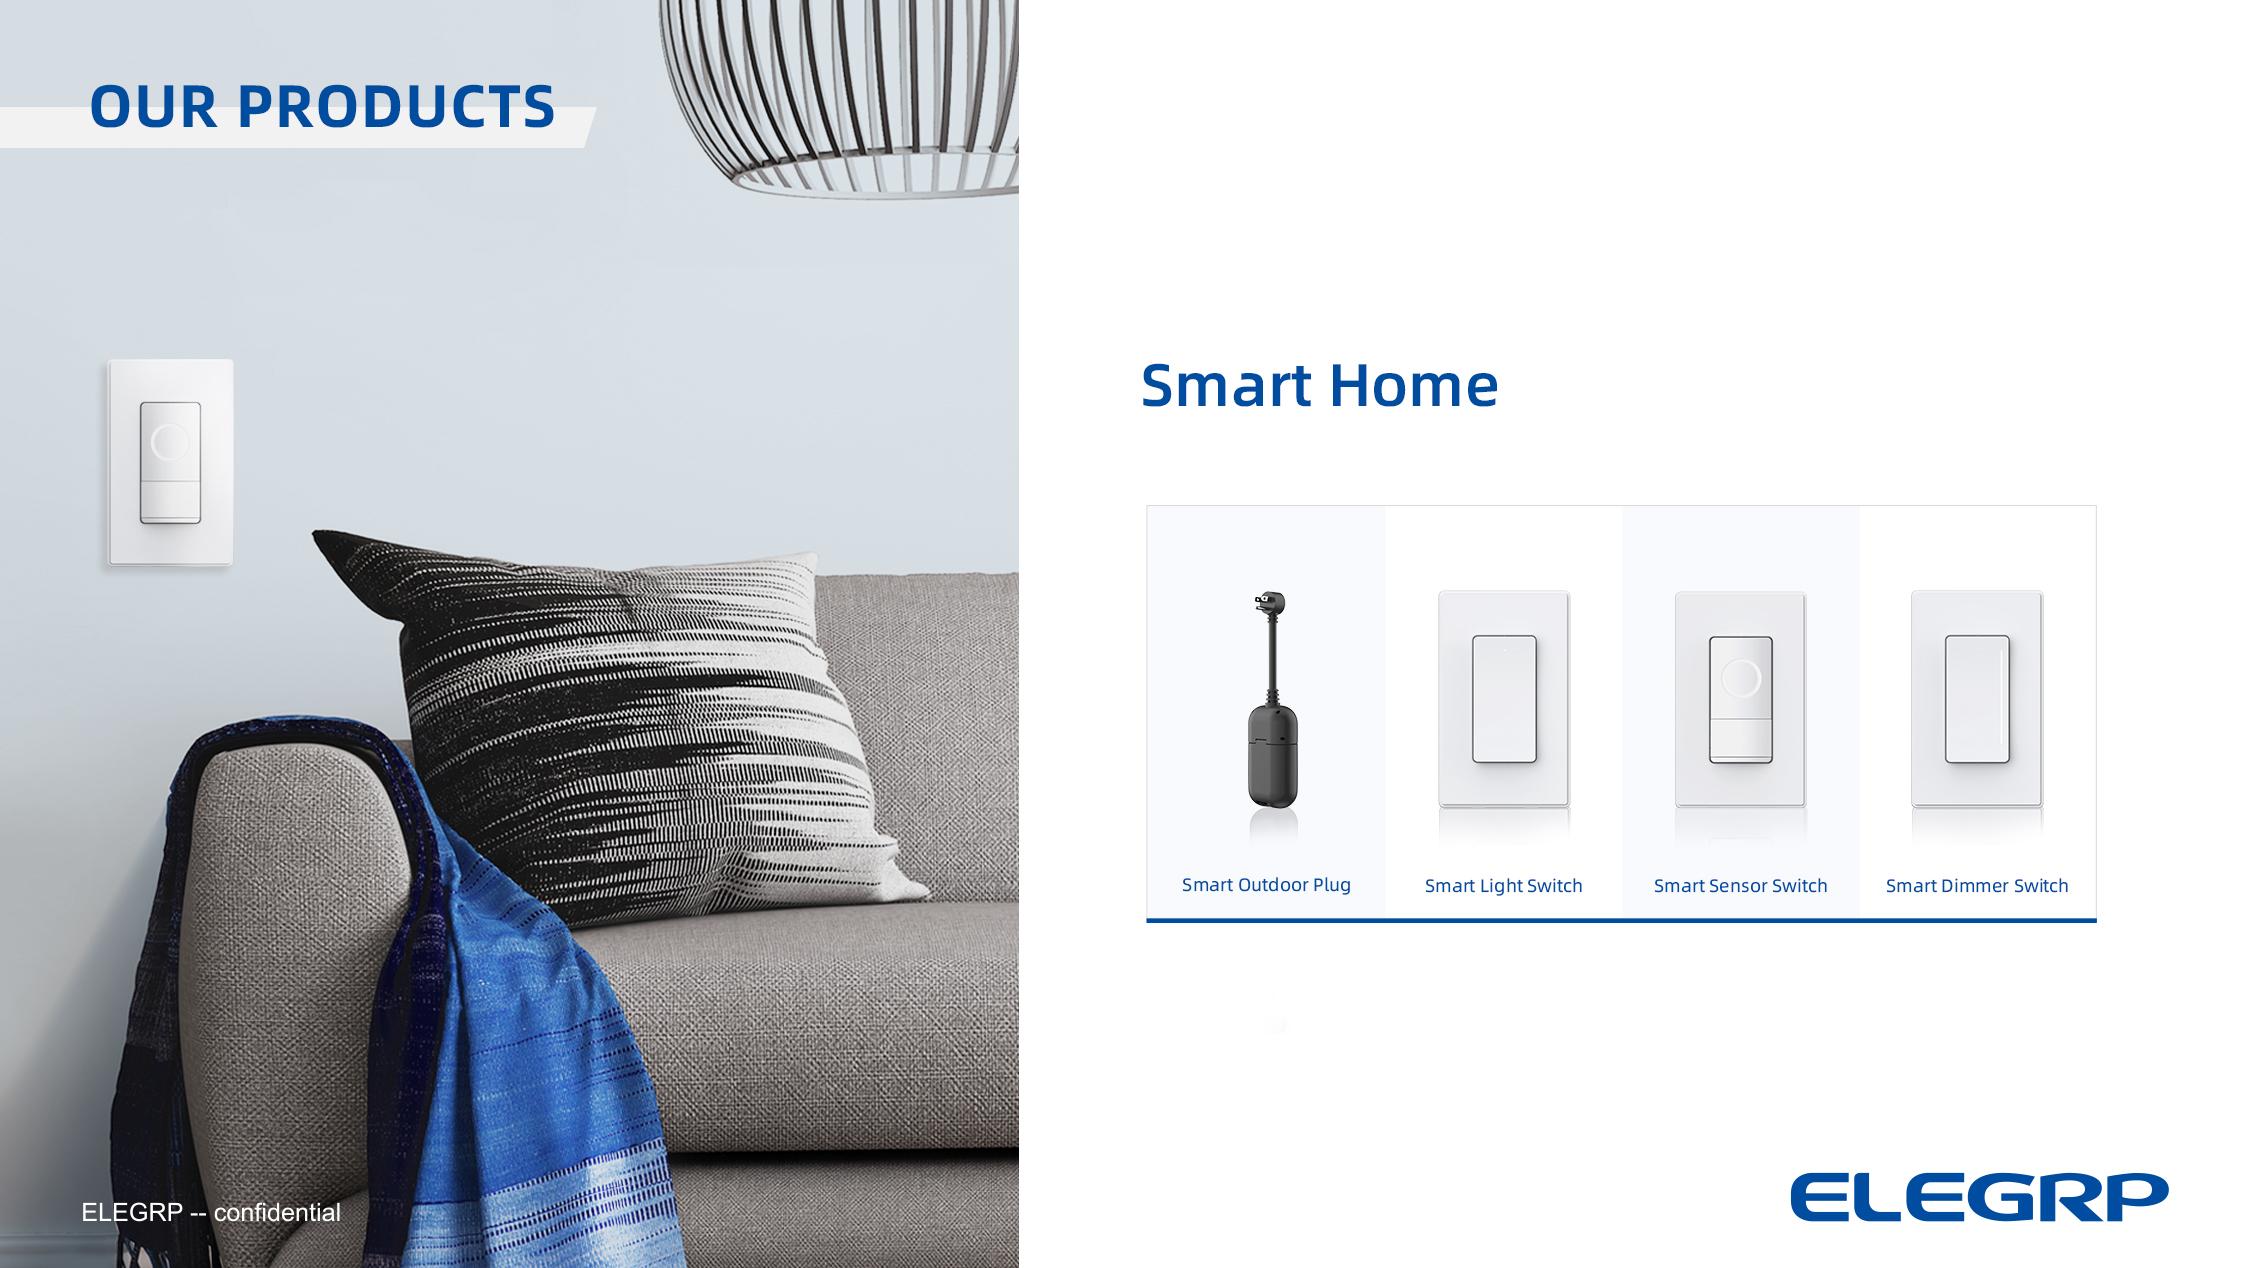 OUR PRODUCTS
Smart Home
Smart Outdoor Plug
Smart Light Switch
Smart Sensor Switch
Smart Dimmer Switch
ELEGRP -- confidential
ELEGRP